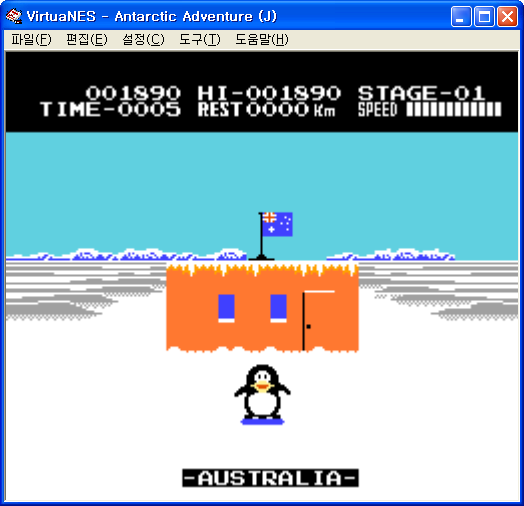 VirtuaNES - Antarctic Adventure (J)
파일(F) 편집(E) 설정(C) 도구(T) 도움말(H)
001890 HI-001890 STAGE-01
TIME-0005 REST0000Km SPEED
-AUSTRALIA-